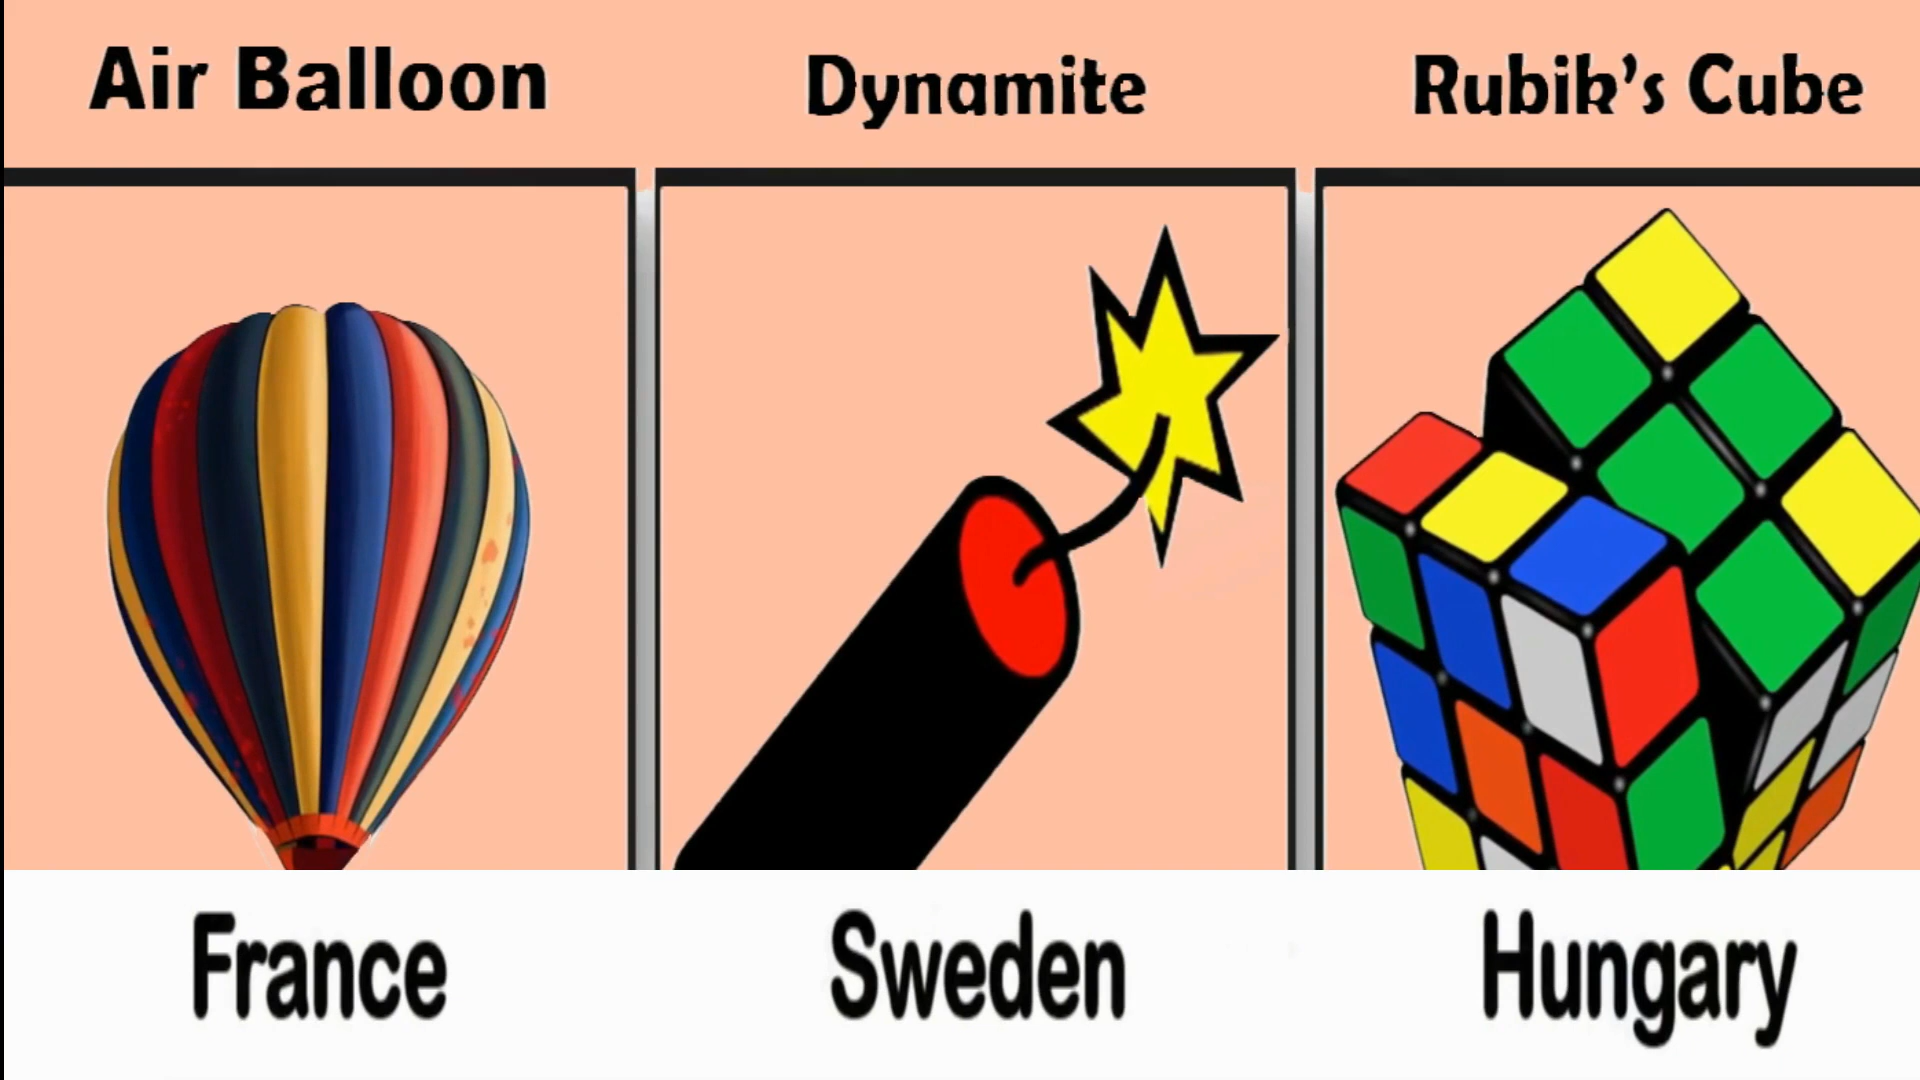 Air Balloon
Dynamite
Rubik's Cube
France
Sweden
Hungary